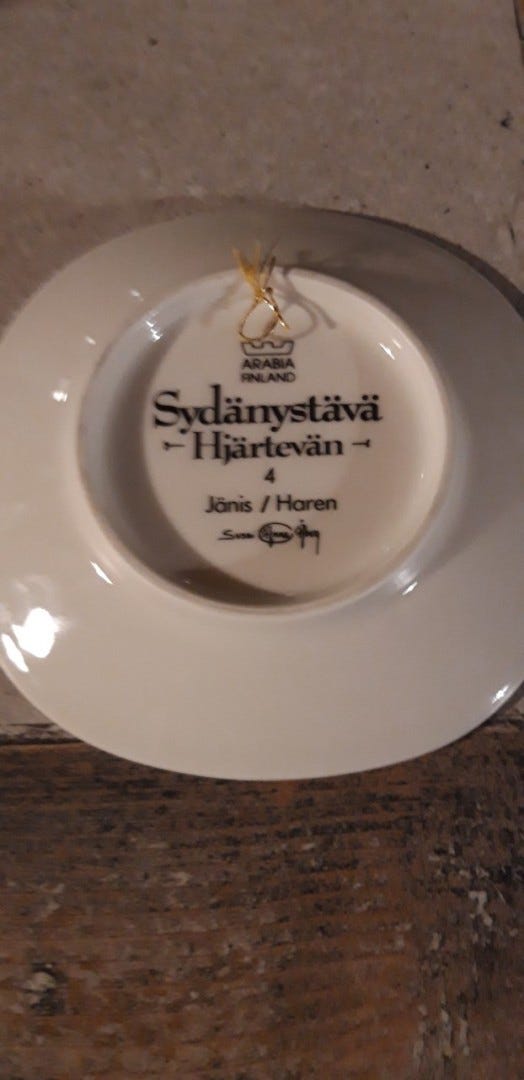 ARABIA
FINLAND
Sydänystävä
Hjärtevän
4
Jänis / Haren